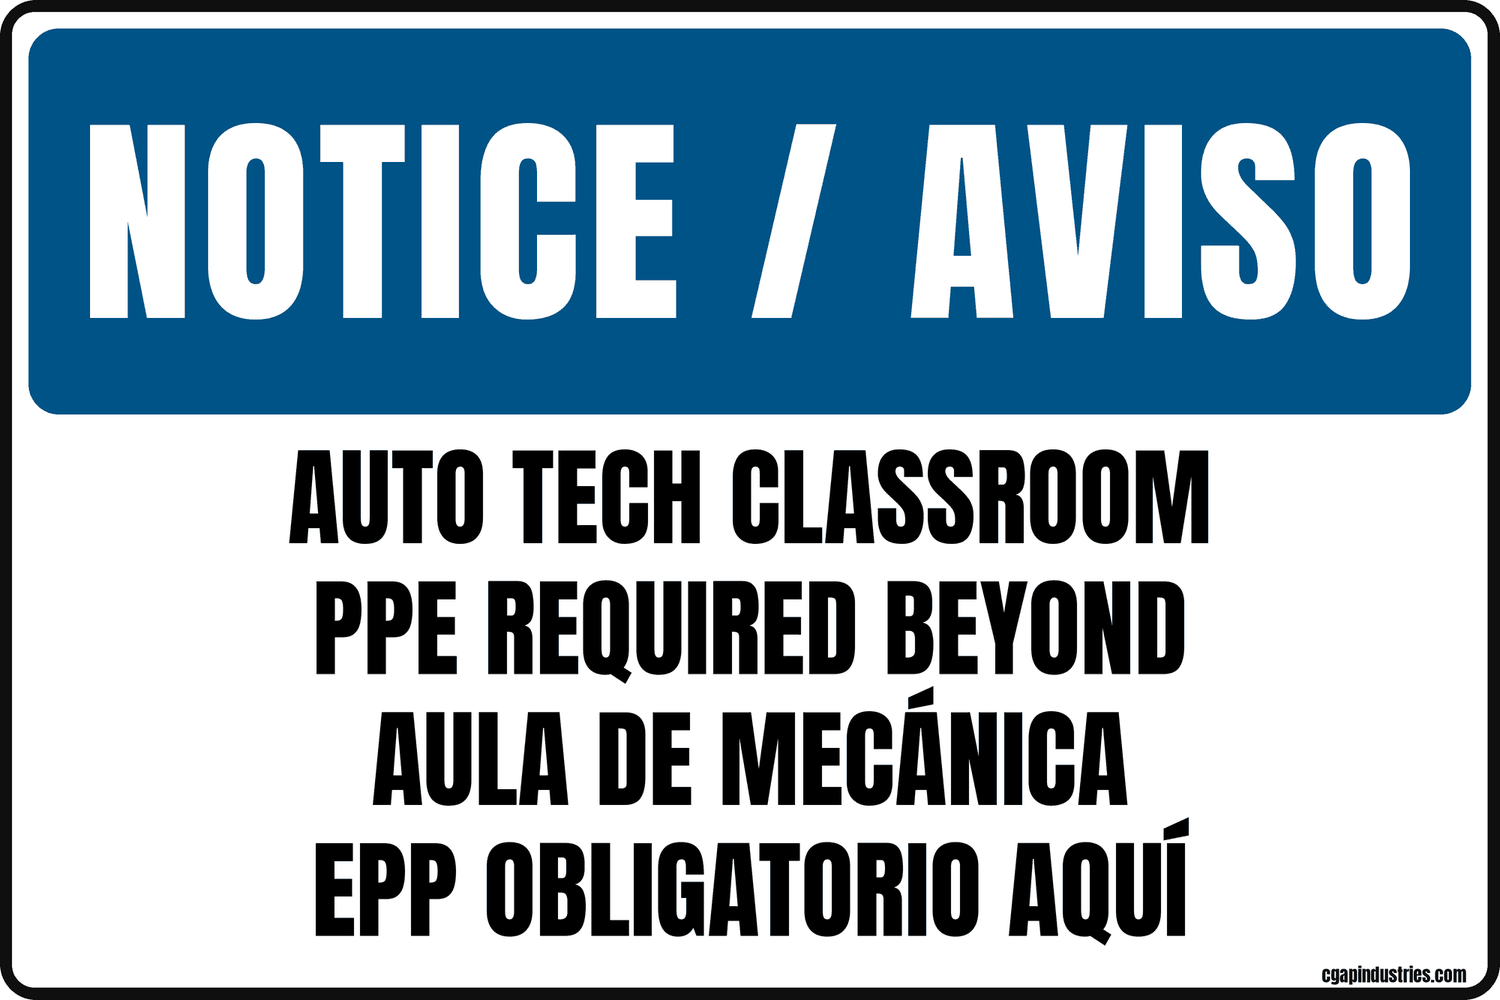 NOTICE / AVISO
AUTO TECH CLASSROOM
PPE REQUIRED BEYOND
AULA DE MECÁNICA
EPP OBLIGATORIO AQUÍ
cgapindustries.com